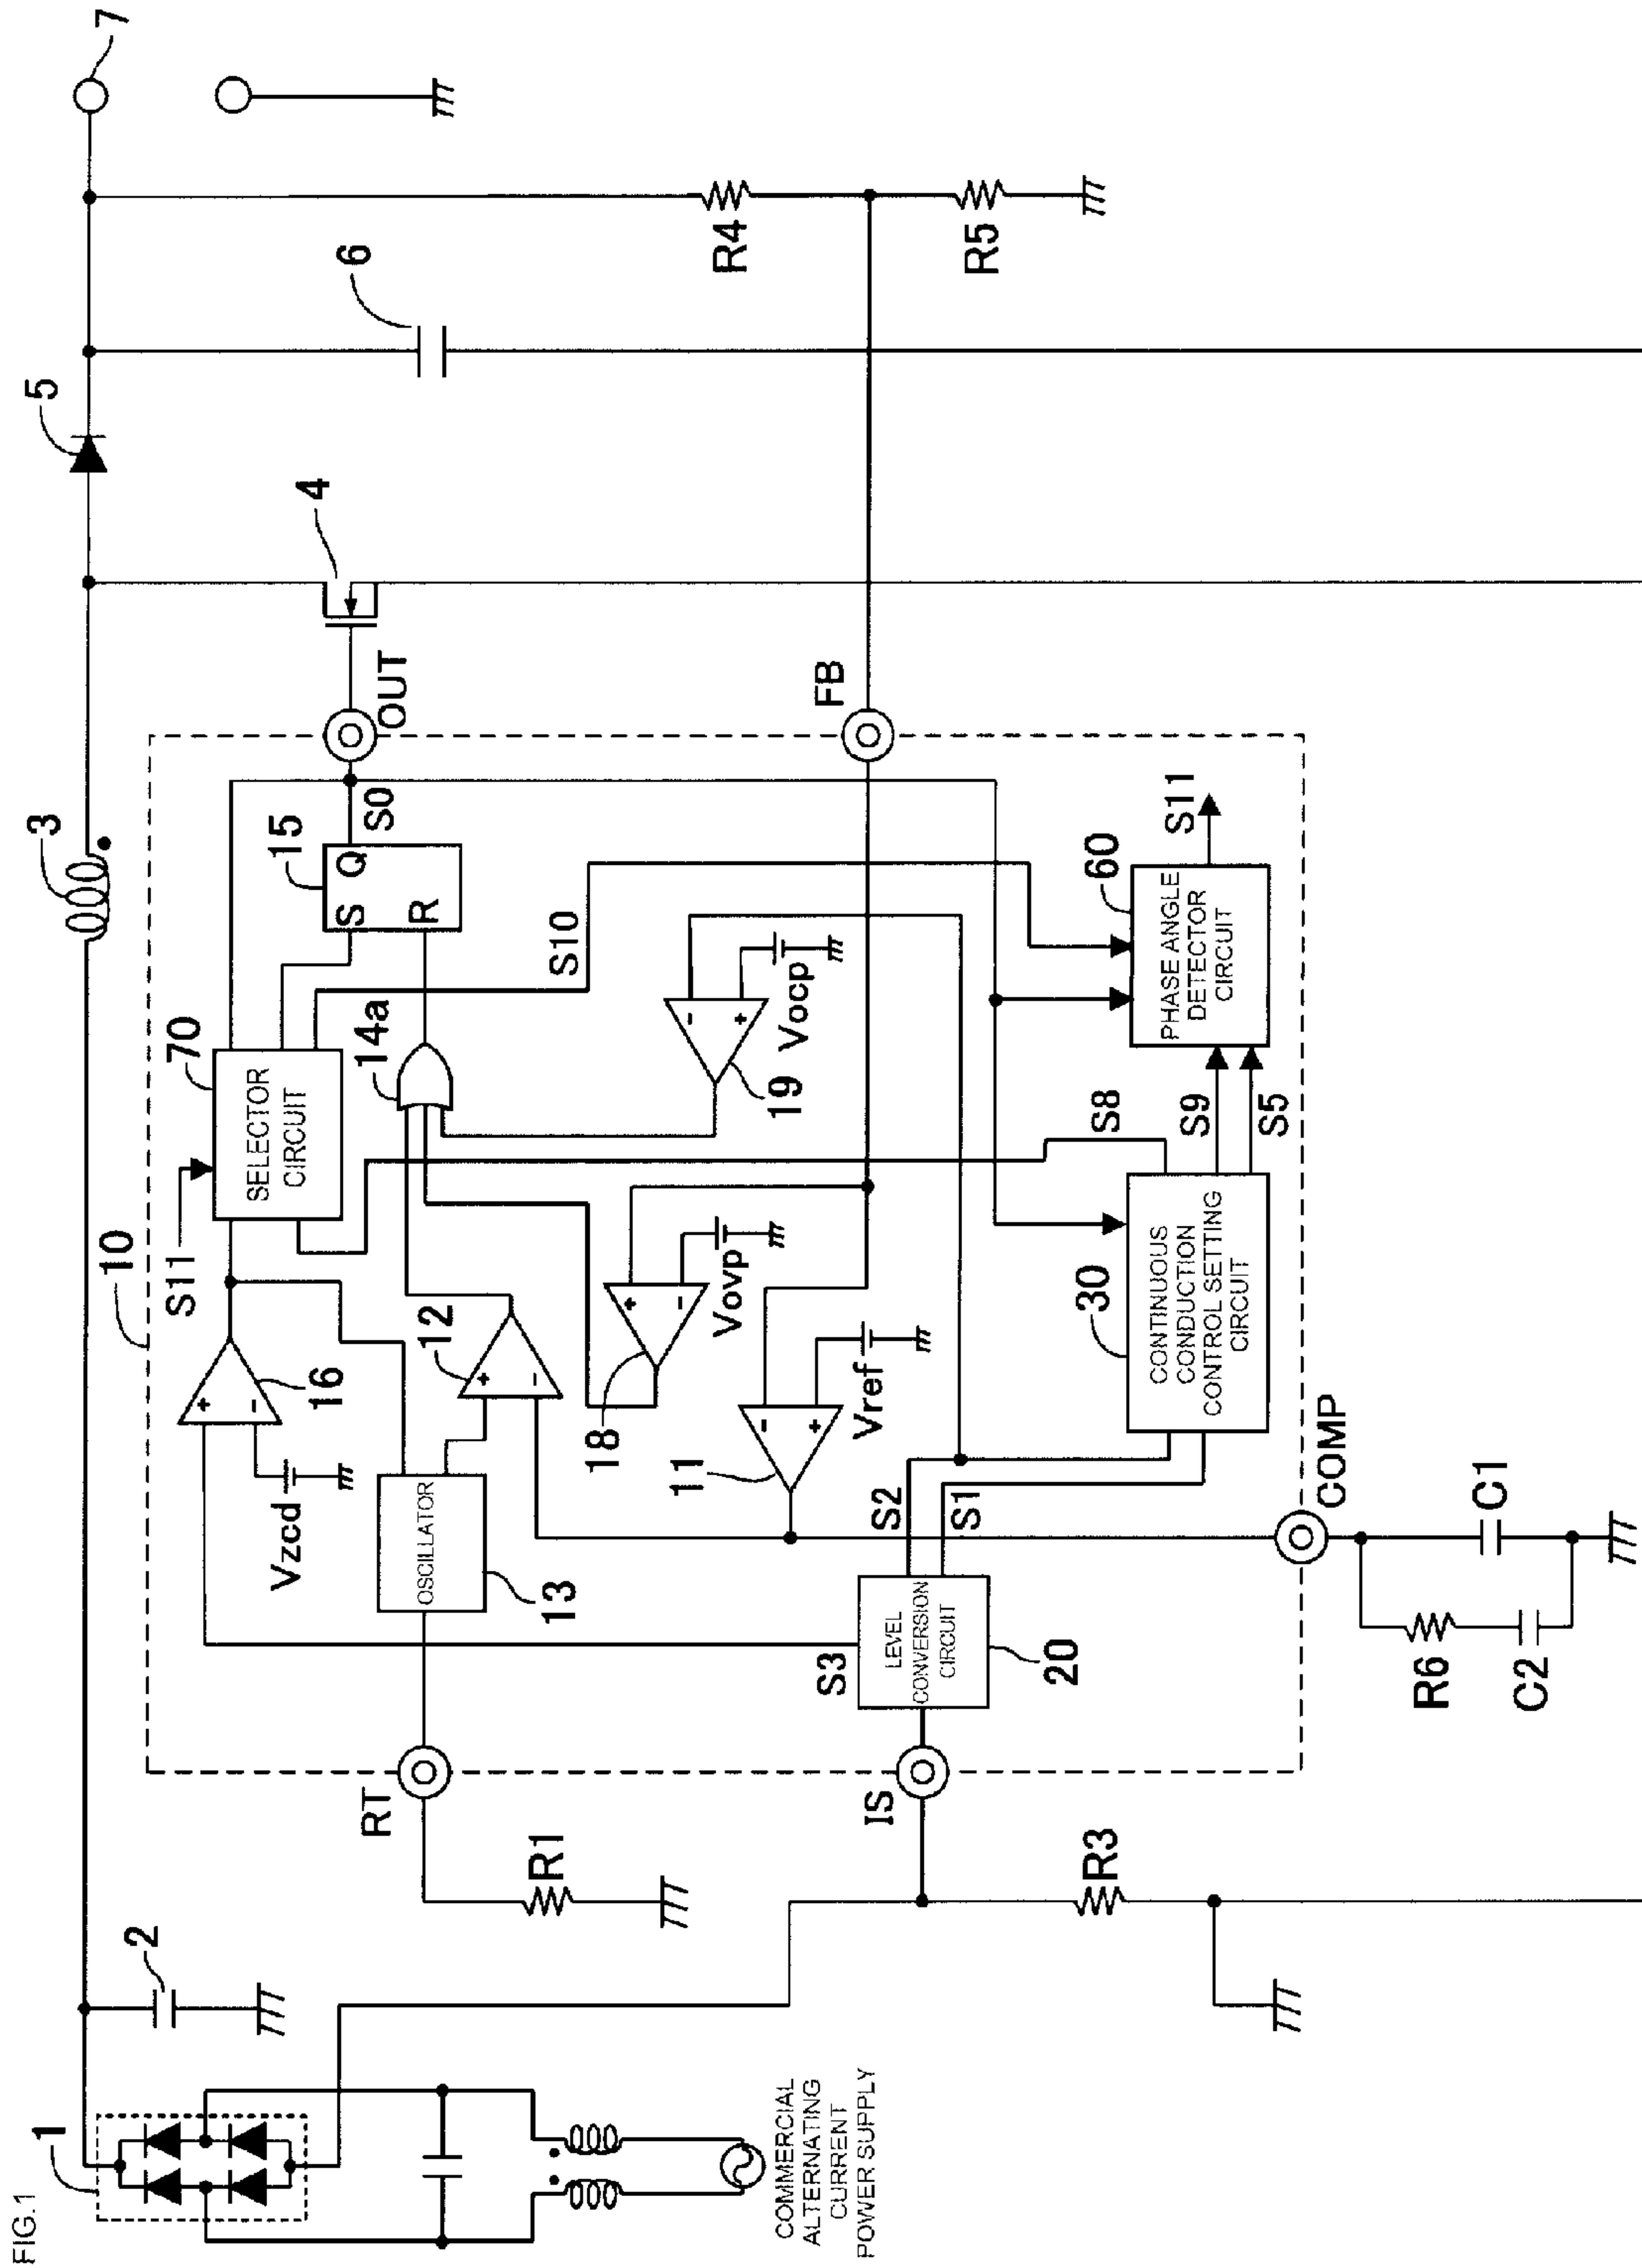 FIG.1
1
2
3
5
7
4
6
10
S11
70
SELECTOR
CIRCUIT
15
S
Q
R
S0
OUT
+
-
16
Vzcd
14a
S10
RT
OSCILLATOR
13
12
+
-
R1
18
+
-
Vovp
19
-
+
Vocp
FB
R4
R5
11
-
+
Vref
S3
LEVEL
CONVERSION
CIRCUIT
20
S2
S1
IS
R3
30
CONTINUOUS
CONDUCTION
CONTROL SETTING
CIRCUIT
S8
S9
S5
60
PHASE ANGLE
DETECTOR
CIRCUIT
S11
COMP
R6
C2
C1
COMMERCIAL
ALTERNATING
CURRENT
POWER SUPPLY